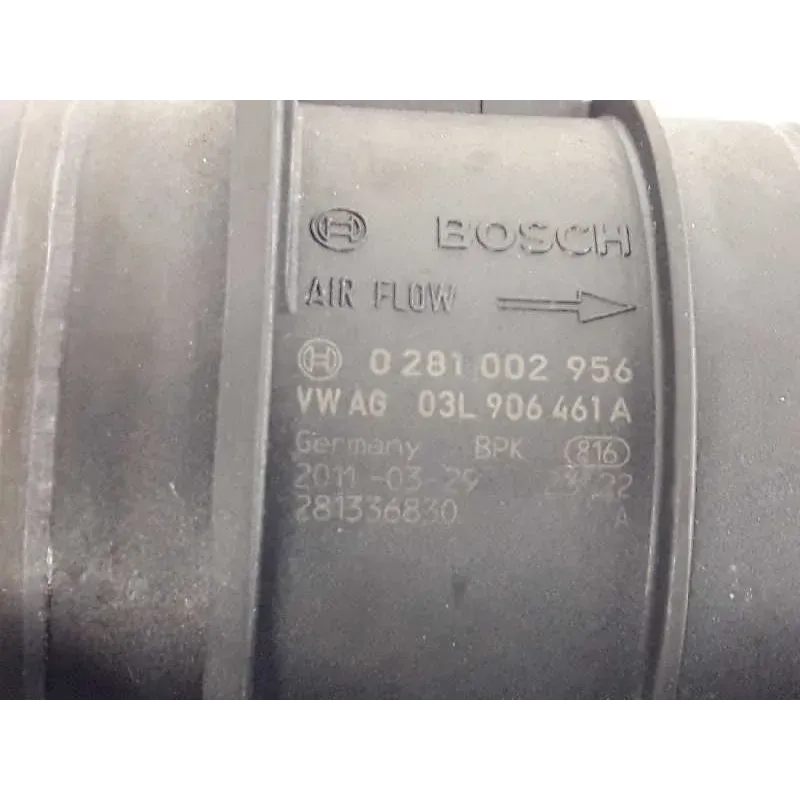 BOSCH
AIR FLOW
0 281 002 956
VW AG 03L 906 461 A
Germany BPK 816
2011-03-29 23:22
281336830 A